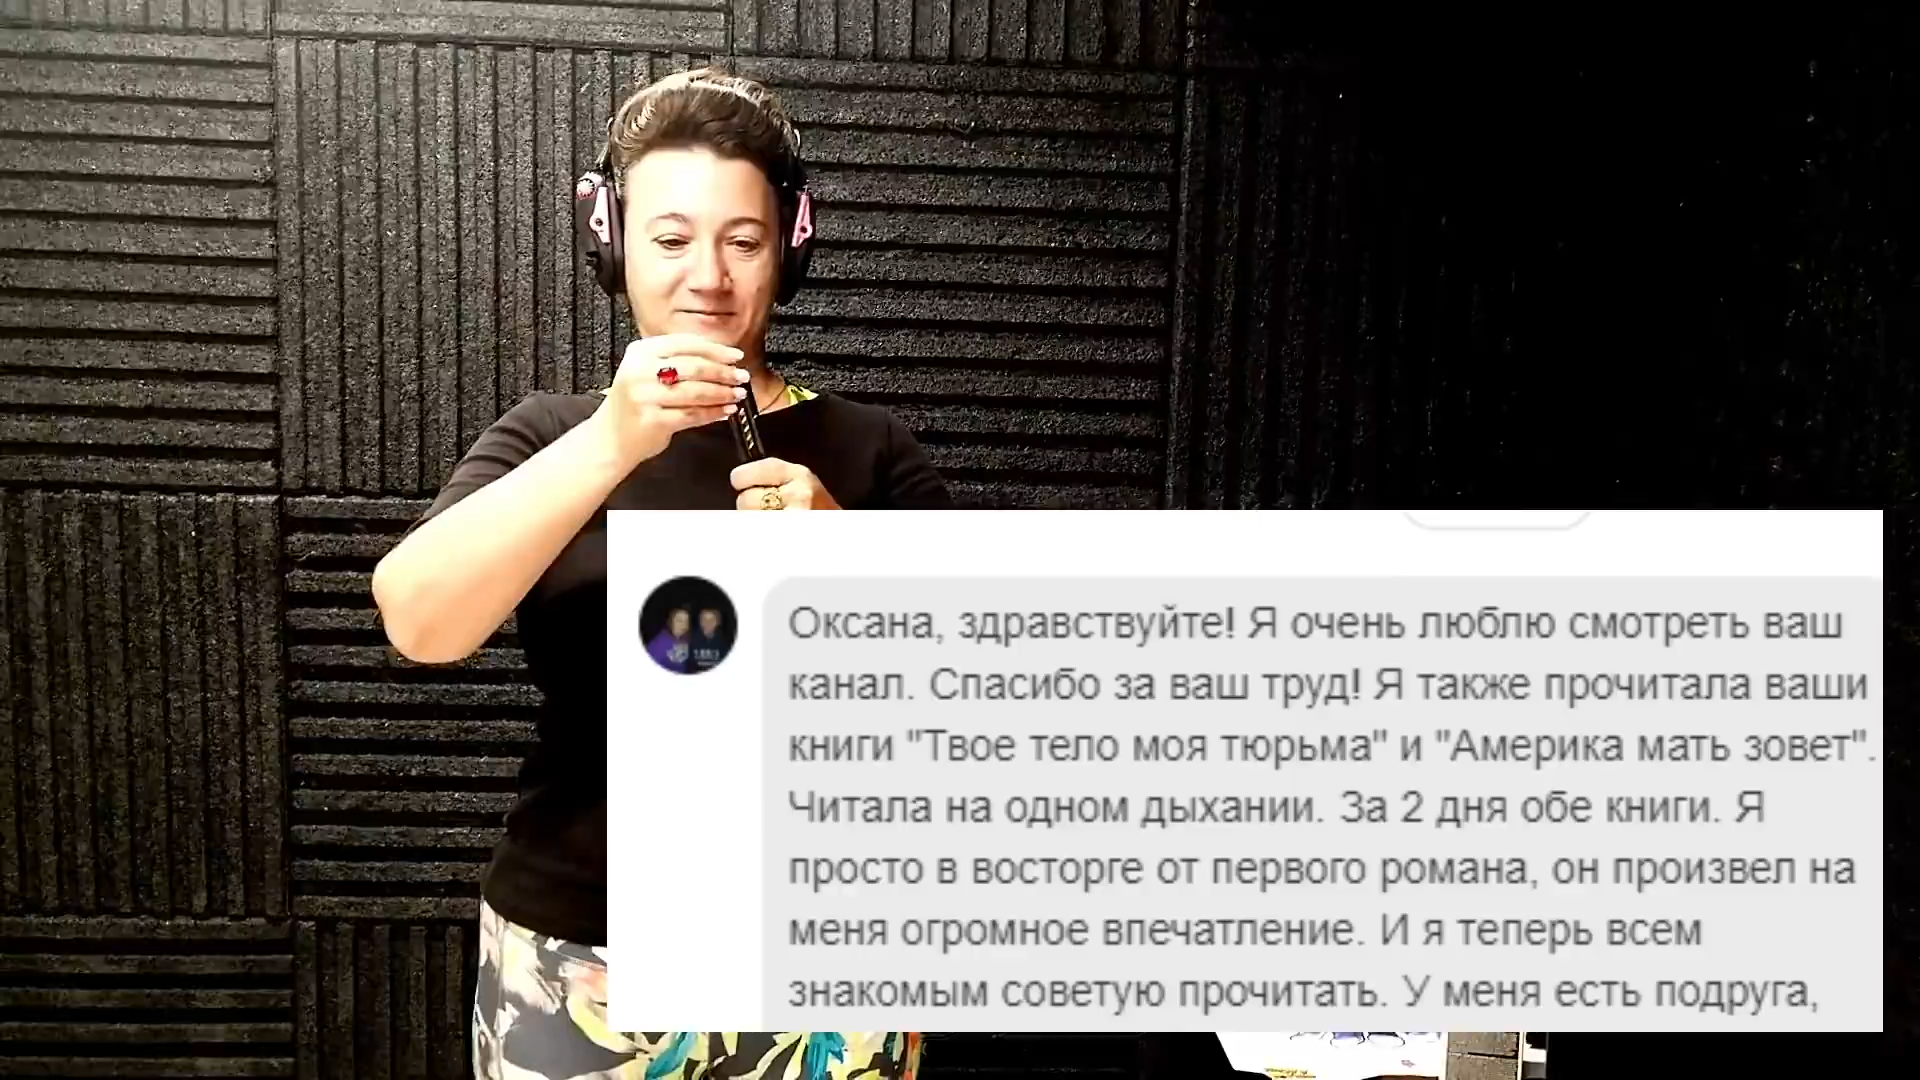 Оксана, здравствуйте! Я очень люблю смотреть ваш
канал. Спасибо за ваш труд! Я также прочитала ваши
книги "Твое тело моя тюрьма" и "Америка мать зовет".
Читала на одном дыхании. За 2 дня обе книги. Я
просто в восторге от первого романа, он произвел на
меня огромное впечатление. И я теперь всем
знакомым советую прочитать. У меня есть подруга,